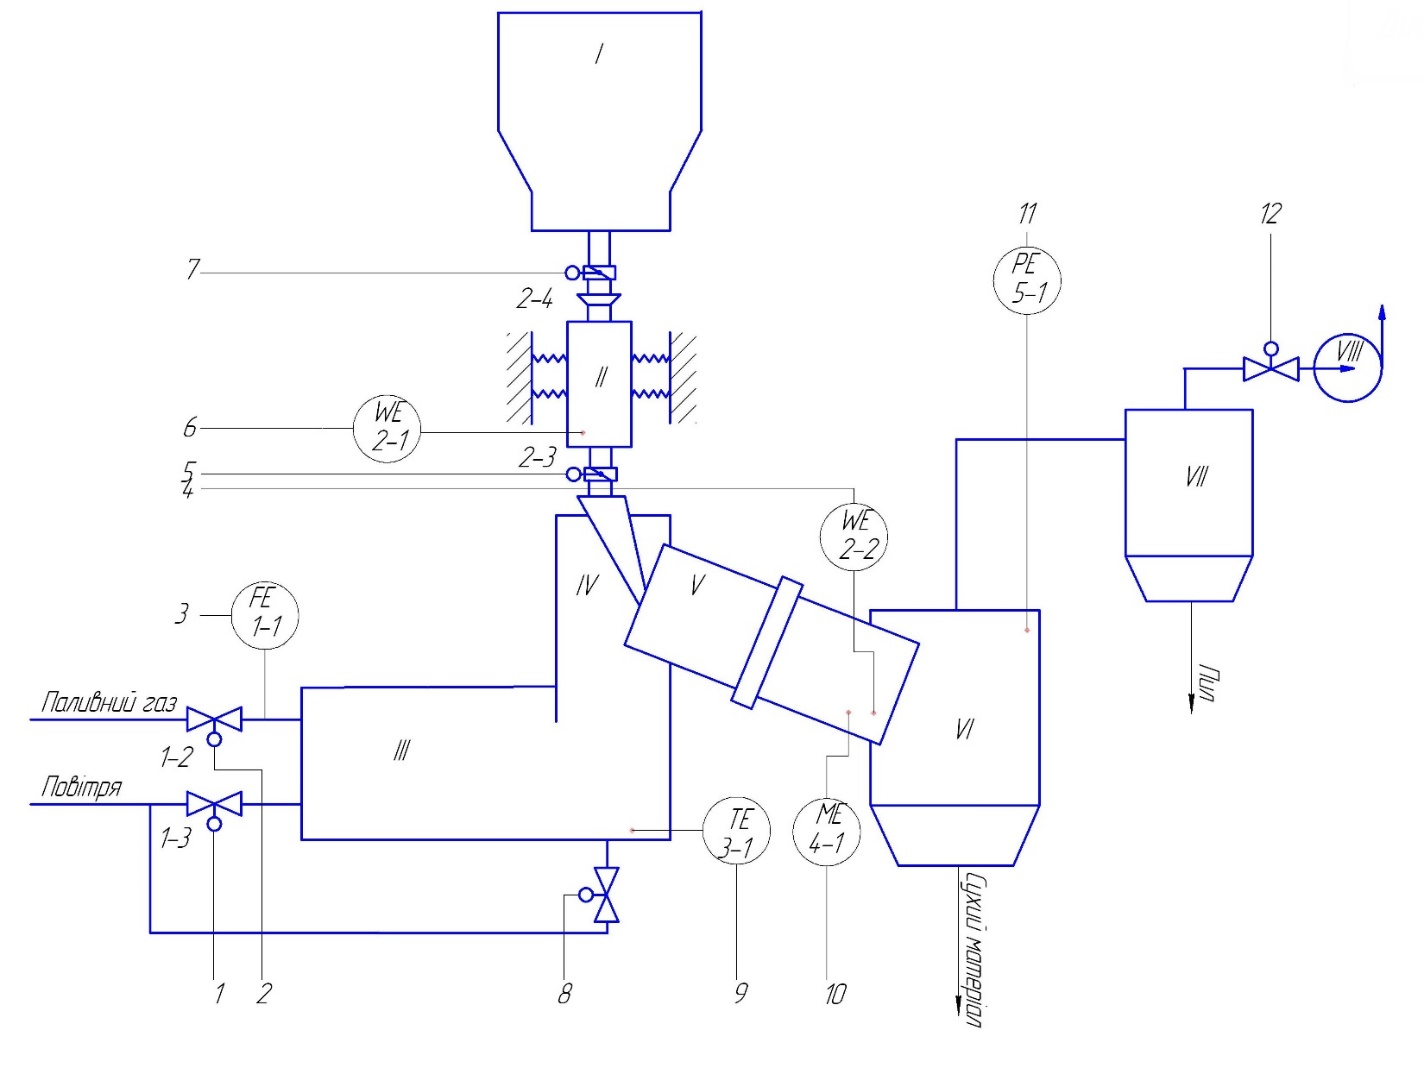 I
11
12
PE
5-1
7
2-4
VIII
II
WE
2-1
6
2-3
5
4
VII
WE
2-2
IV
V
FE
1-1
3
Паливний газ
Пил
1-2
III
VI
Повітря
1-3
TE
3-1
ME
4-1
Сухий матеріал
1
2
8
9
10